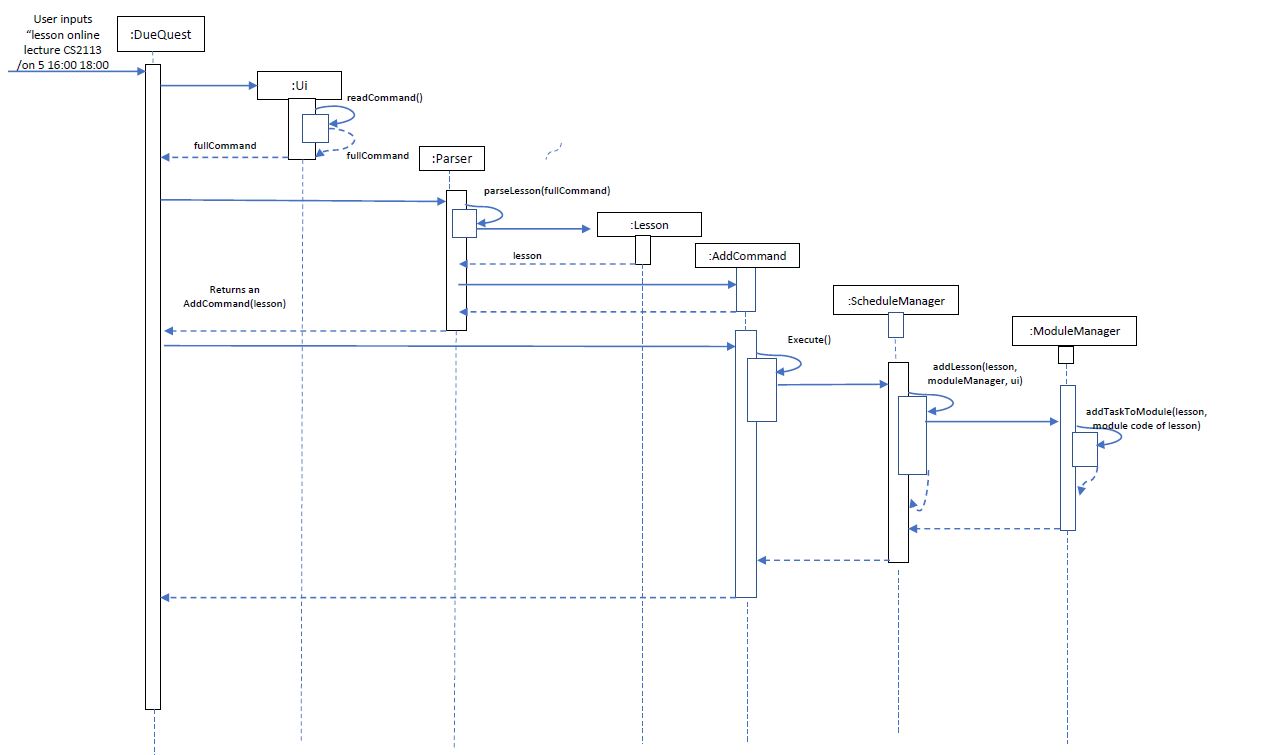 User inputs
“lesson online
lecture CS2113
/on 5 16:00 18:00
:DueQuest
:Ui
readCommand()
fullCommand
fullCommand
:Parser
parseLesson(fullCommand)
:Lesson
lesson
:AddCommand
Returns an
AddCommand(lesson)
:ScheduleManager
:ModuleManager
Execute()
addLesson(lesson,
moduleManager, ui)
addTaskToModule(lesson,
module code of lesson)